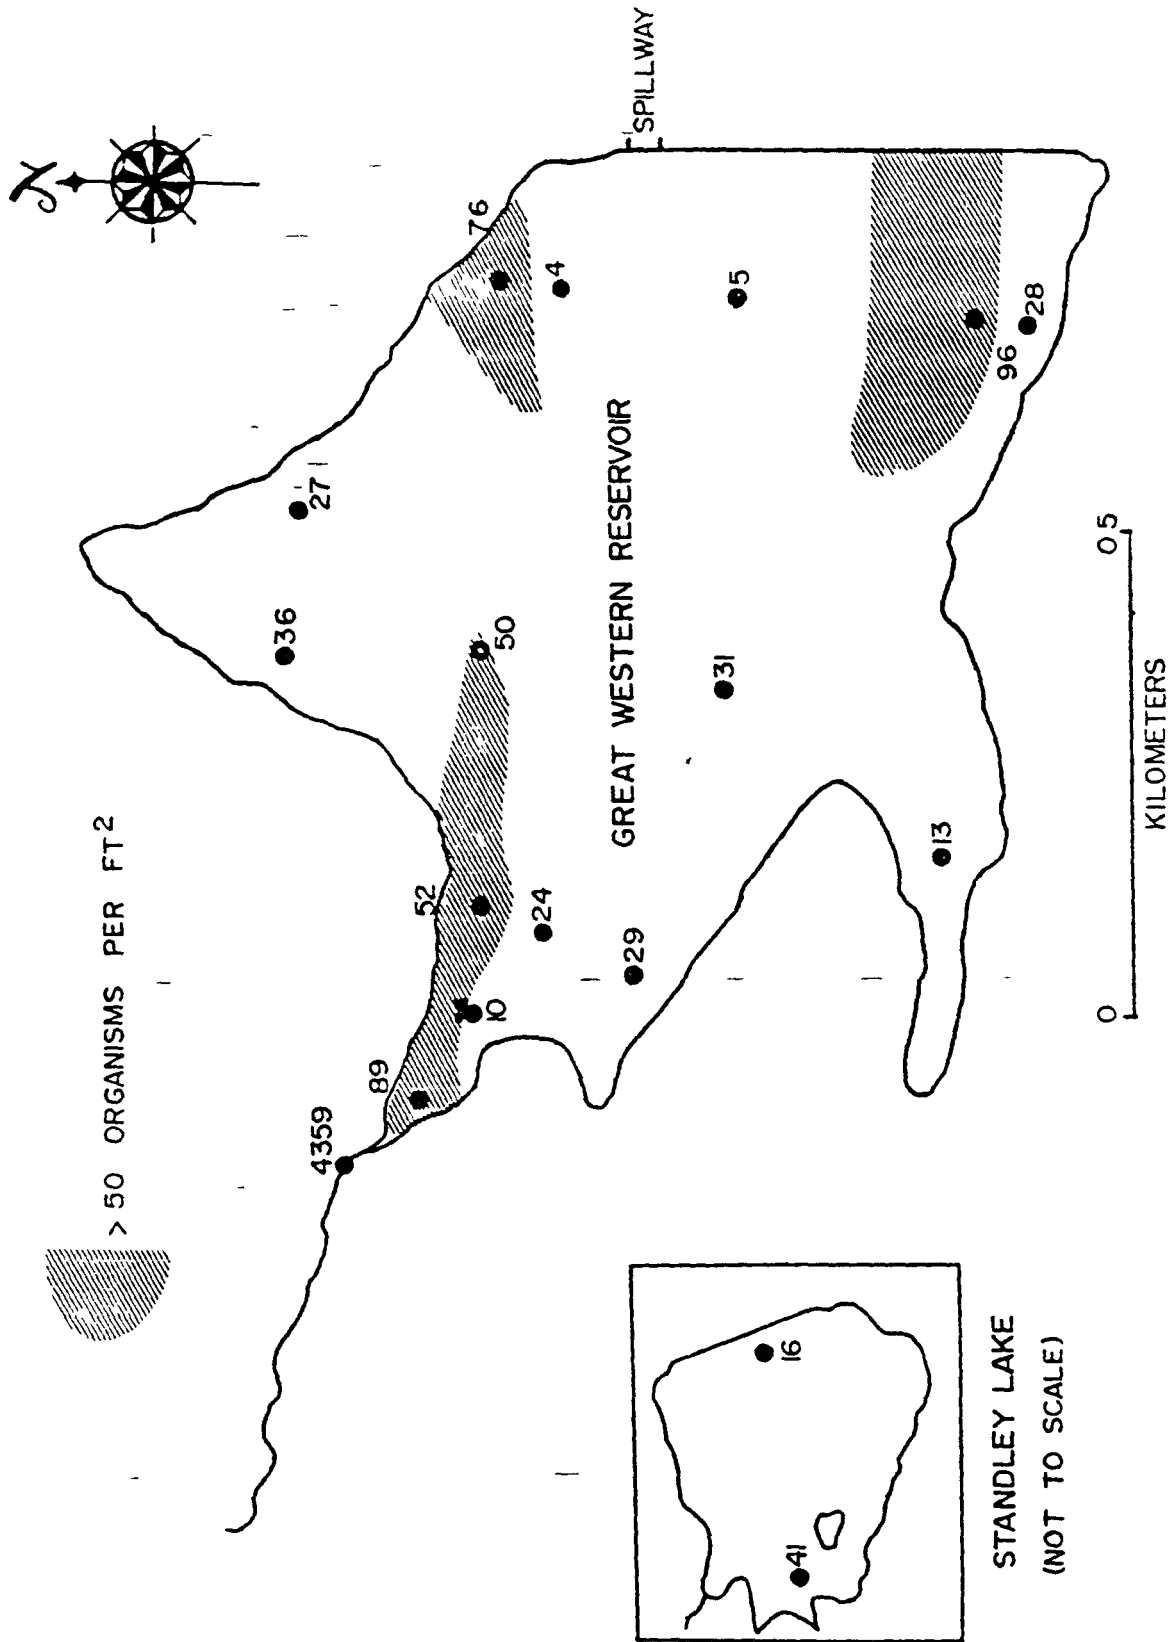 N
> 50 ORGANISMS PER FT²
4359
89
10
52
24
29
50
36
27
76
4
5
31
13
96
28
SPILLWAY
GREAT WESTERN RESERVOIR
0 0 5
KILOMETERS
41
16
STANDLEY LAKE
(NOT TO SCALE)